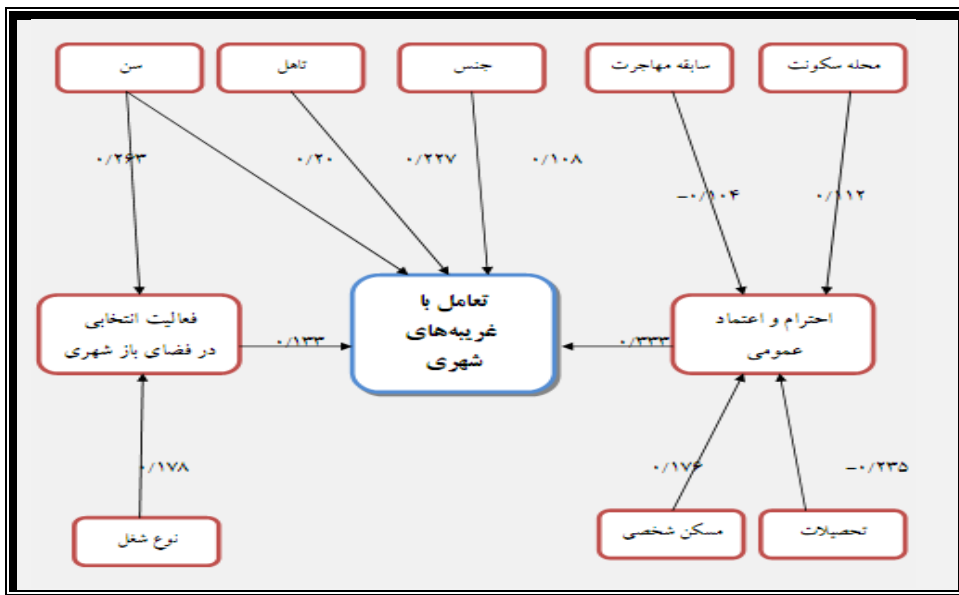 محله سکونت
سابقه مهاجرت
جنس
تاهل
سن
۰/۲۶۳
۰/۲۰
۰/۲۲۷
۰/۱۰۸
-۰/۱۰۴
۰/۱۱۲
احترام و اعتماد
عمومی
تعامل با
غریبه‌های
شهری
فعالیت انتخابی
در فضای باز شهری
۰/۳۳۳
۰/۱۳۳
۰/۱۷۸
۰/۱۷۶
-۰/۲۳۵
تحصیلات
مسکن شخصی
نوع شغل